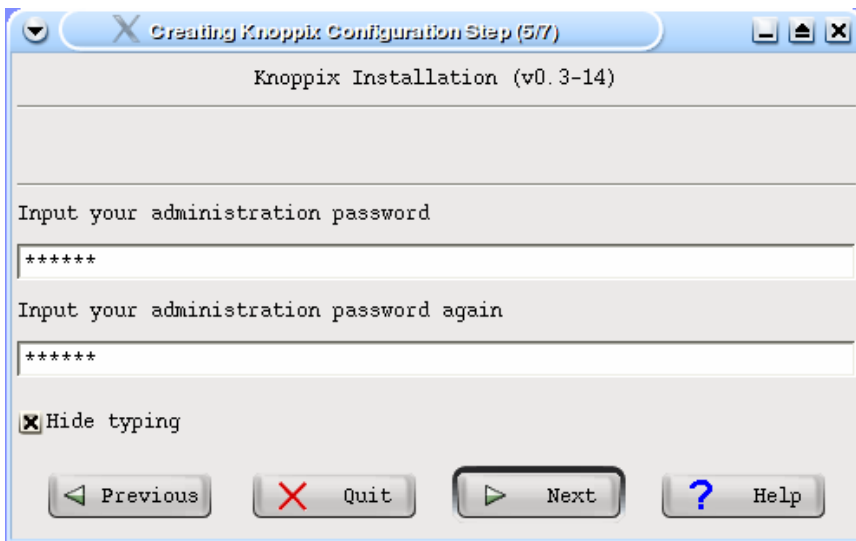 Creating Knoppix Configuration Step (5/7)
Knoppix Installation (v0.3-14)
Input your administration password
******
Input your administration password again
******
Hide typing
Previous Quit Next ? Help